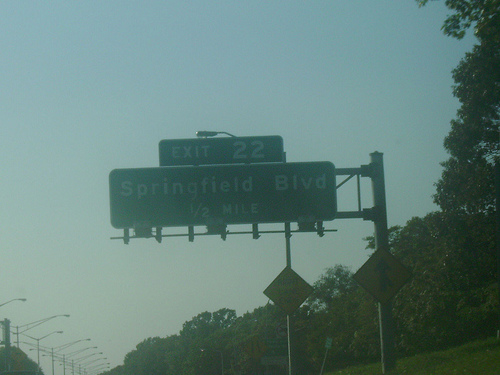 EXIT 22
Springfield Blvd
1/2 MILE